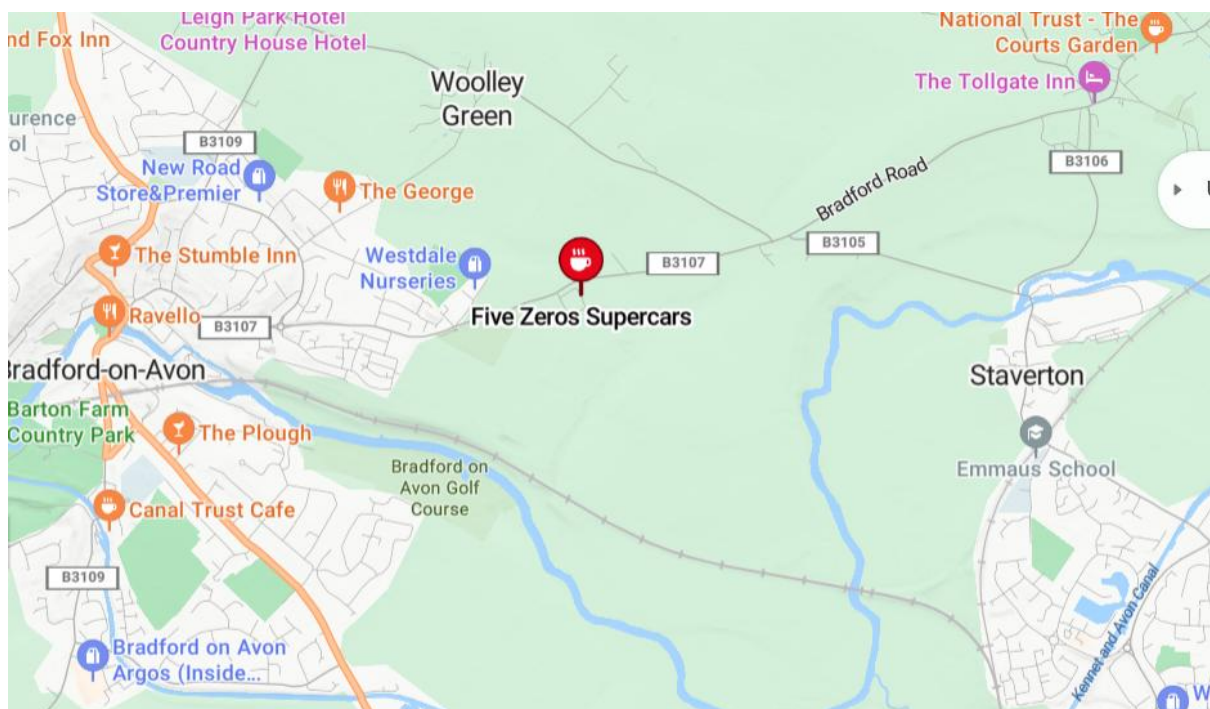 Leigh Park Hotel
Country House Hotel
nd Fox Inn
National Trust - The
Courts Garden
The Tollgate Inn
Woolley
Green
urence
ol
B3109
New Road
Store&Premier
The George
B3106
Bradford Road
U
The Stumble Inn
Westdale
Nurseries
B3105
B3107
Five Zeros Supercars
Ravello
B3107
Bradford-on-Avon
Staverton
Barton Farm
Country Park
The Plough
Bradford on
Avon Golf
Course
Emmaus School
Canal Trust Cafe
B3109
Kennet and Avon Canal
Bradford on Avon
Argos (Inside...
W